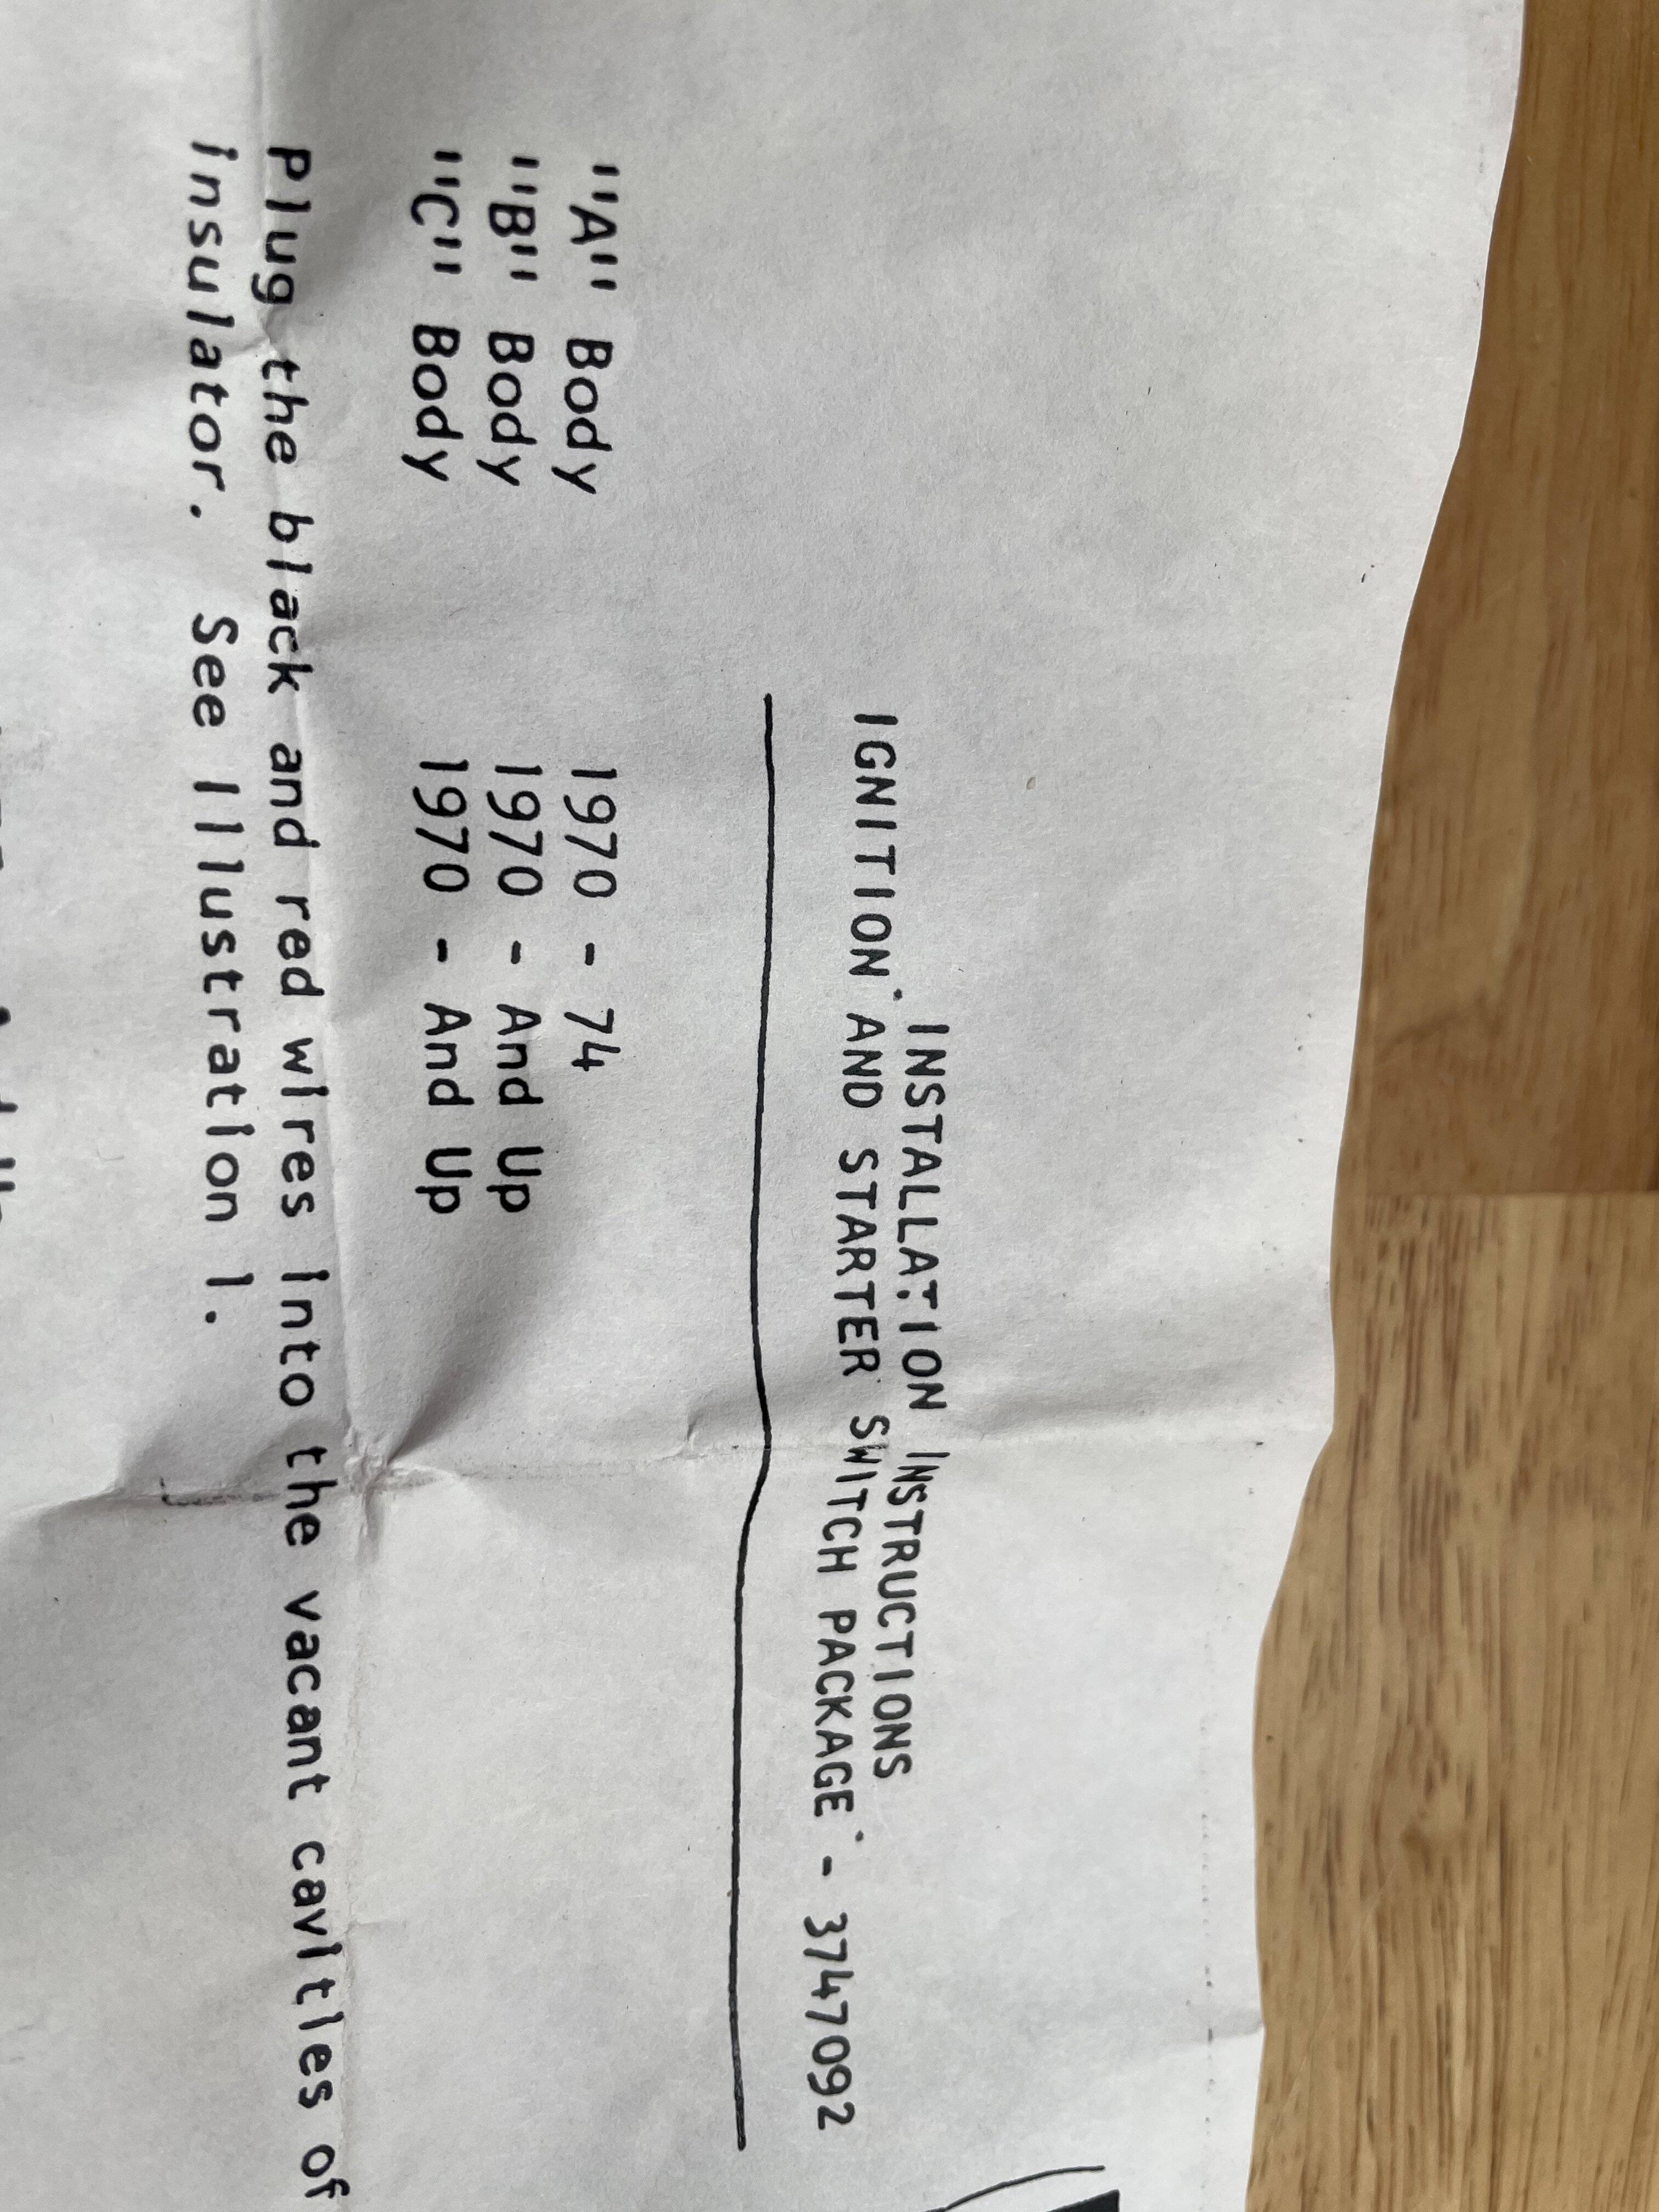 INSTALLATION INSTRUCTIONS
IGNITION AND STARTER SWITCH PACKAGE - 3747092
"A" Body 1970 - 74
"B" Body 1970 - And Up
"C" Body 1970 - And Up
Plug the black and red wires into the vacant cavities of
insulator. See Illustration 1.